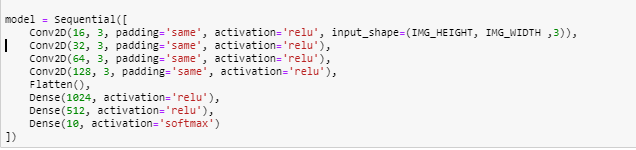 model = Sequential([
    Conv2D(16, 3, padding='same', activation='relu', input_shape=(IMG_HEIGHT, IMG_WIDTH ,3)),
    Conv2D(32, 3, padding='same', activation='relu'),
    Conv2D(64, 3, padding='same', activation='relu'),
    Conv2D(128, 3, padding='same', activation='relu'),
    Flatten(),
    Dense(1024, activation='relu'),
    Dense(512, activation='relu'),
    Dense(10, activation='softmax')
])